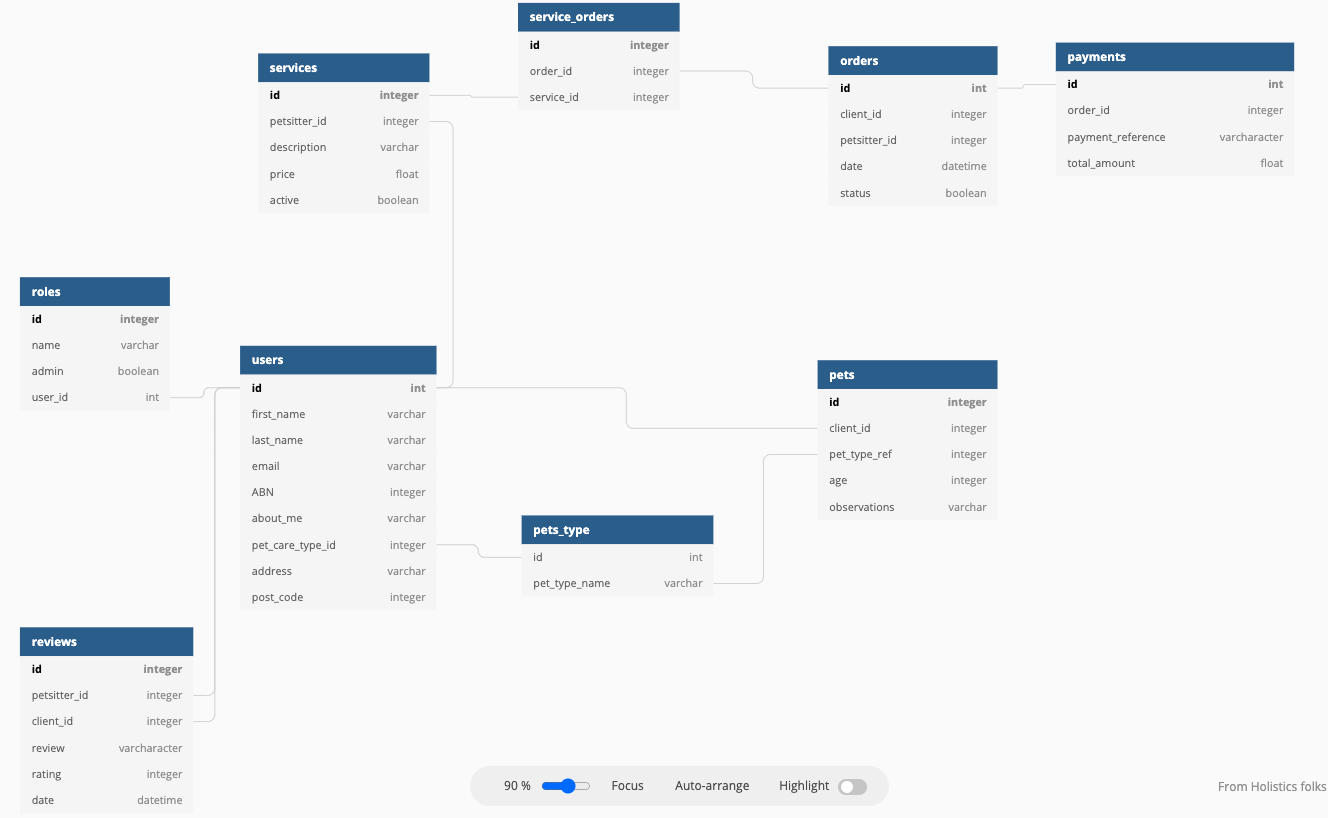 service_orders
id integer
order_id integer
service_id integer
services
id integer
petsitter_id integer
description varchar
price float
active boolean
orders
id int
client_id integer
petsitter_id integer
date datetime
status boolean
payments
id int
order_id integer
payment_reference varcharacter
total_amount float
roles
id integer
name varchar
admin boolean
user_id int
users
id int
first_name varchar
last_name varchar
email varchar
ABN integer
about_me varchar
pet_care_type_id integer
address varchar
post_code integer
pets
id integer
client_id integer
pet_type_ref integer
age integer
observations varchar
pets_type
id int
pet_type_name varchar
reviews
id integer
petsitter_id integer
client_id integer
review varcharacter
rating integer
date datetime
90 % Focus Auto-arrange Highlight
From Holistics folks